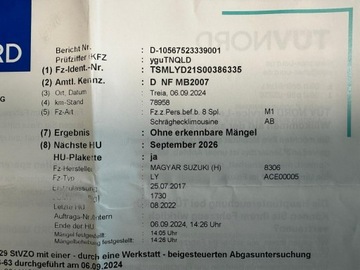 TUVNORD
ORD
Bericht Nr. : D-10567523339001
Prüfziffer KFZ : yguTNQLD
(1) Fz-Ident.-Nr. : TSMLYD21S00386335
(2) Amtl. Kennz. : D NF MB2007
(3) Ort, Datum : Treia, 06.09.2024
(4) km-Stand : 78958
(5) Fz-Art : Fz.z Pers.bef.b. 8 Spl. M1
Schräghecklimousine AB
(7) Ergebnis : Ohne erkennbare Mängel
(8) Nächste HU : September 2026
HU-Plakette : ja
Fz-Hersteller : MAGYAR SUZUKI (H) 8306
Fz-Typ : LY ACE00005
Erstzulassung : 25.07.2017
1730
Letzte HU : 08.2022
Auftrags-Nr.
Ende der HU : 06.09.2024, 14:26 Uhr
Mängel festgestellt: : 14:05 Uhr
Mängelbehebung festgestellt: : 14:26 Uhr
29 StVZO mit einer - durch eine Werkstatt - beigesteuerten Abgasuntersuchung
-63 durchgeführt am 06.09.2024